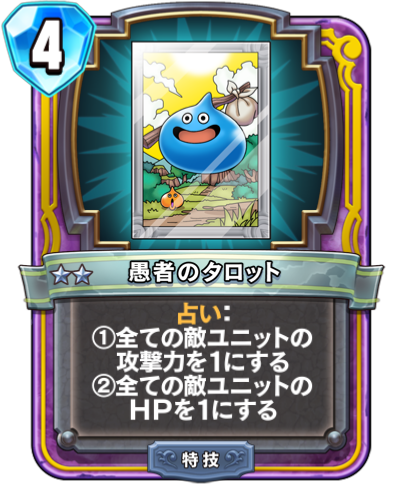 4
愚者のタロット
占い:
①全ての敵ユニットの
攻撃力を1にする
②全ての敵ユニットの
HPを1にする
特技